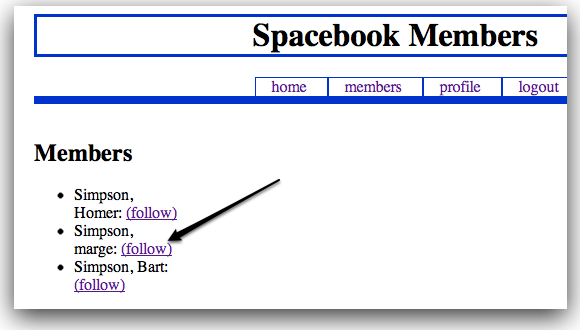 Spacebook Members
home members profile logout
Members
Simpson,
Homer: (follow)
Simpson,
marge: (follow)
Simpson, Bart:
(follow)